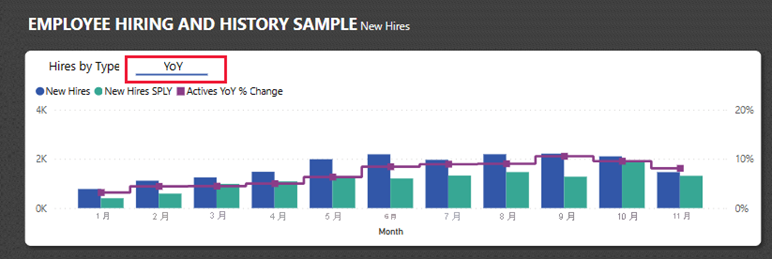 EMPLOYEE HIRING AND HISTORY SAMPLE New Hires
Hires by Type YoY
New Hires New Hires SPLY Actives YoY % Change
4K 20%
2K 10%
0K 0%
1 月 2 月 3 月 4 月 5 月 6 月 7 月 8 月 9 月 10 月 11 月
Month